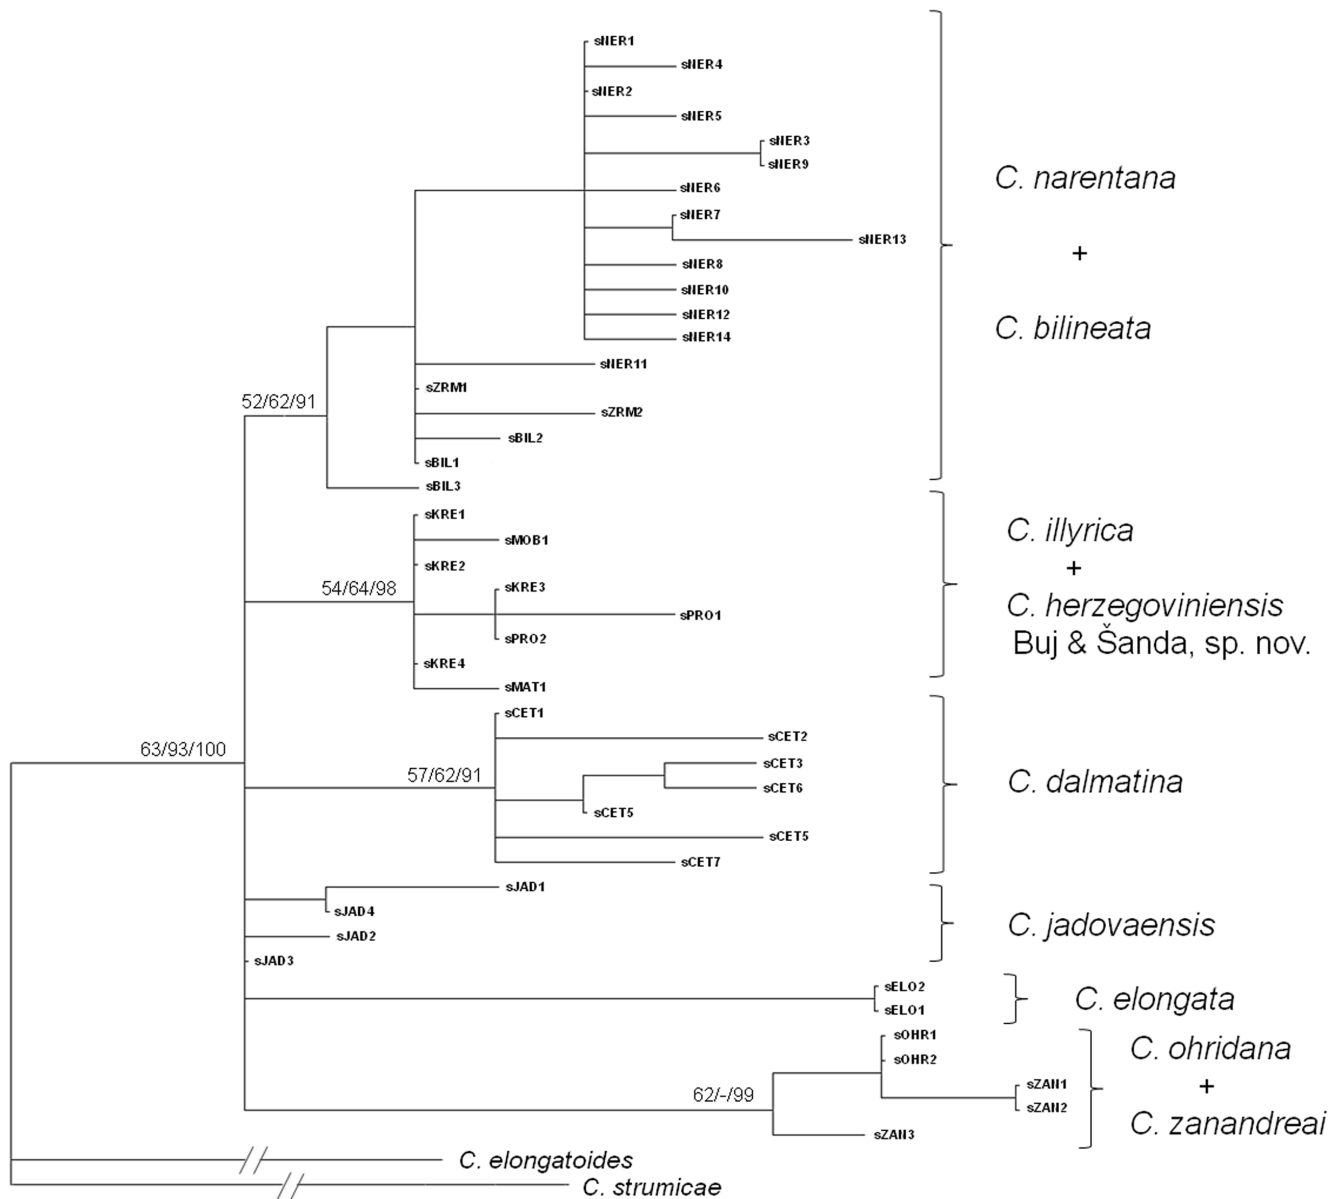 sNER1
sNER4
sNER2
sNER5
sNER3
sNER9
C. narentana
sNER6
sNER7
sNER13
+
sNER8
sNER10
sNER12
C. bilineata
sNER14
sNER11
sZRM1
52/62/91
sZRM2
sBIL2
sBIL1
sBIL3
sKRE1
C. illyrica
sMOB1
sKRE2
+
54/64/98
sKRE3
C. herzegoviniensis
sPRO1
sPRO2
Buj & Šanda, sp. nov.
sKRE4
sMAT1
sCET1
sCET2
63/93/100
sCET3
57/62/91
C. dalmatina
sCET6
sCET5
sCET5
sCET7
sJAD1
sJAD4
C. jadovaensis
sJAD2
sJAD3
sELO2
C. elongata
sELO1
sOHR1
C. ohridana
sOHR2
sZAN1
+
62/-/99
sZAN2
C. zanandreai
sZAN3
C. elongatoides
C. strumicae